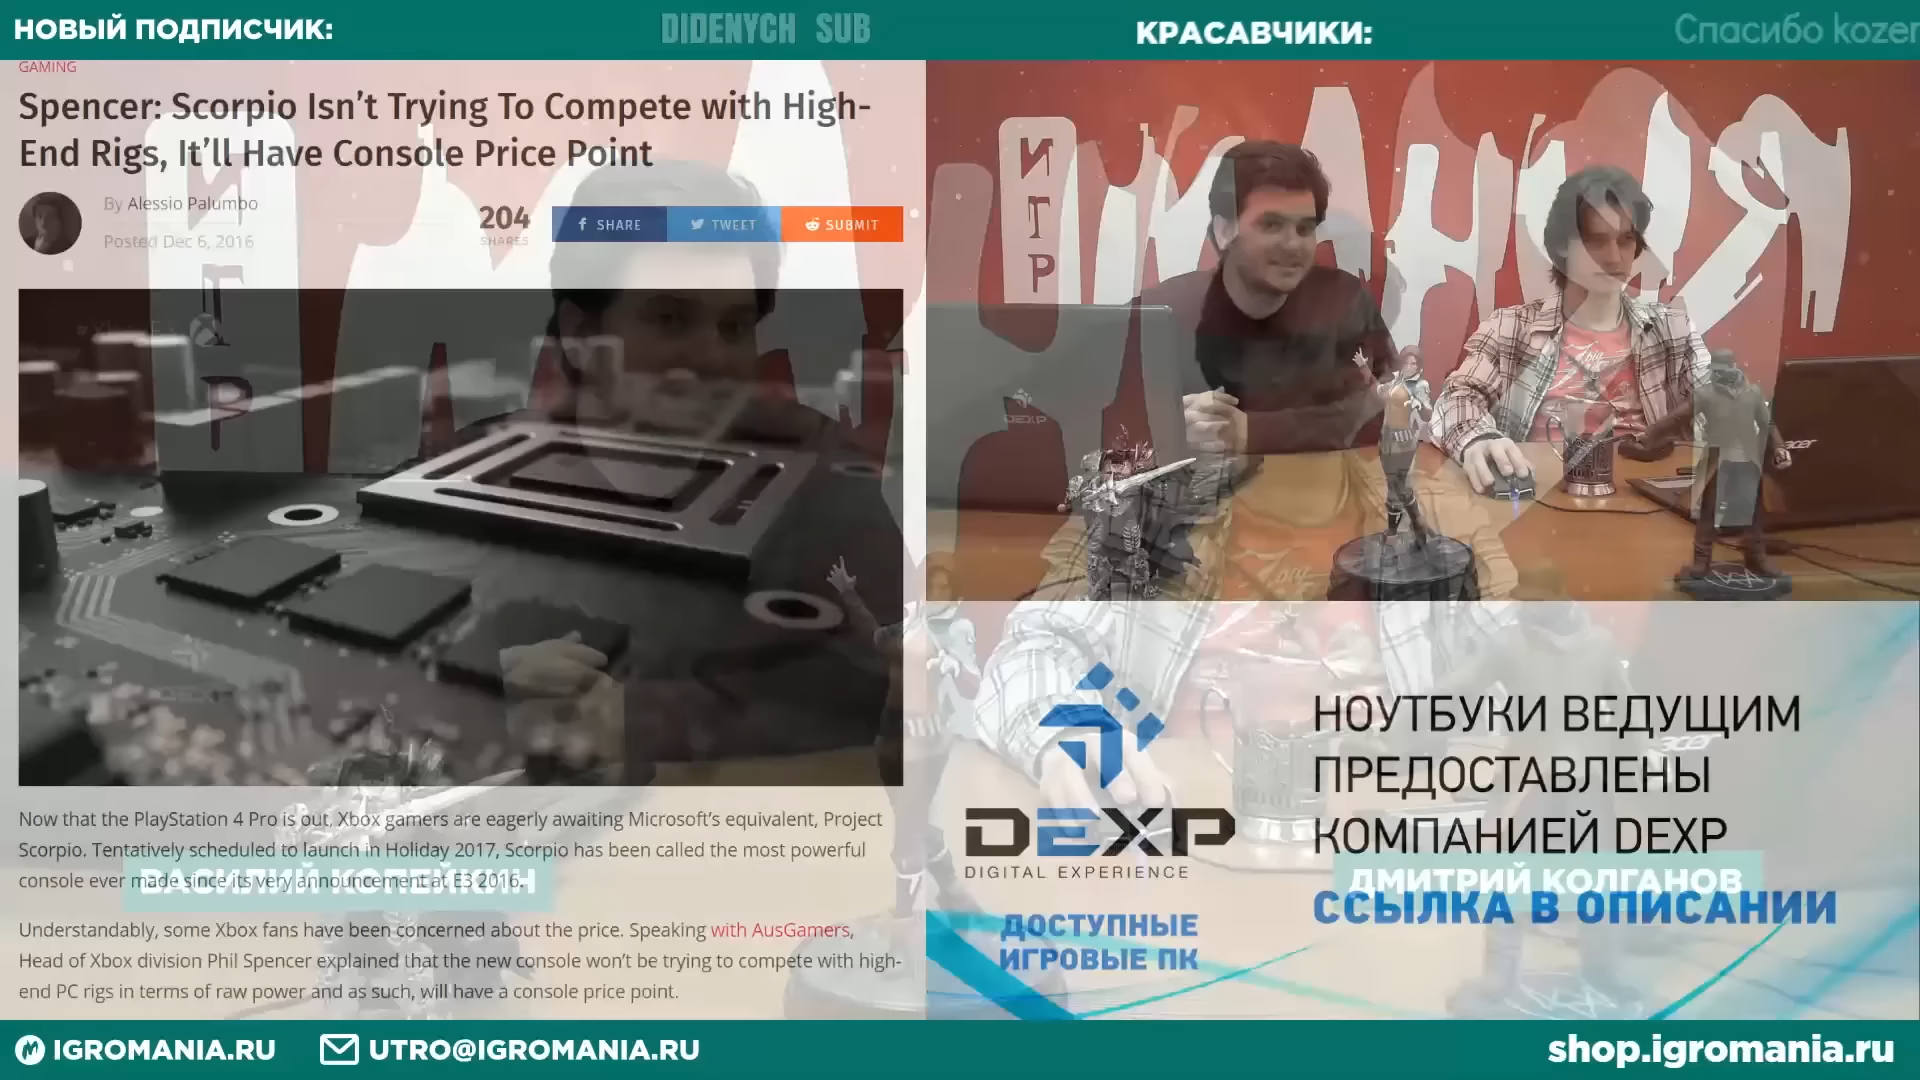 НОВЫЙ ПОДПИСЧИК:
DIDENYCH SUB
КРАСАВЧИКИ:
Спасибо kozer
GAMING
Spencer: Scorpio Isn't Trying To Compete with High-
End Rigs, It'll Have Console Price Point
By Alessio Palumbo
Posted Dec 6, 2016
204
SHARES
SHARE
TWEET
SUBMIT
ИГР
DEXP
acer
Now that the PlayStation 4 Pro is out, Xbox gamers are eagerly awaiting Microsoft's equivalent, Project
Scorpio. Tentatively scheduled to launch in Holiday 2017, Scorpio has been called the most powerful
console ever made since its very announcement at E3 2016.
ВАСИЛИЙ КОПЕЙКИН
Understandably, some Xbox fans have been concerned about the price. Speaking with AusGamers,
Head of Xbox division Phil Spencer explained that the new console won't be trying to compete with high-
end PC rigs in terms of raw power and as such, will have a console price point.
DEXP
DIGITAL EXPERIENCE
ДОСТУПНЫЕ
ИГРОВЫЕ ПК
НОУТБУКИ ВЕДУЩИМ
ПРЕДОСТАВЛЕНЫ
КОМПАНИЕЙ DEXP
ДМИТРИЙ КОЛГАНОВ
ССЫЛКА В ОПИСАНИИ
IGROMANIA.RU
UTRO@IGROMANIA.RU
shop.igromania.ru